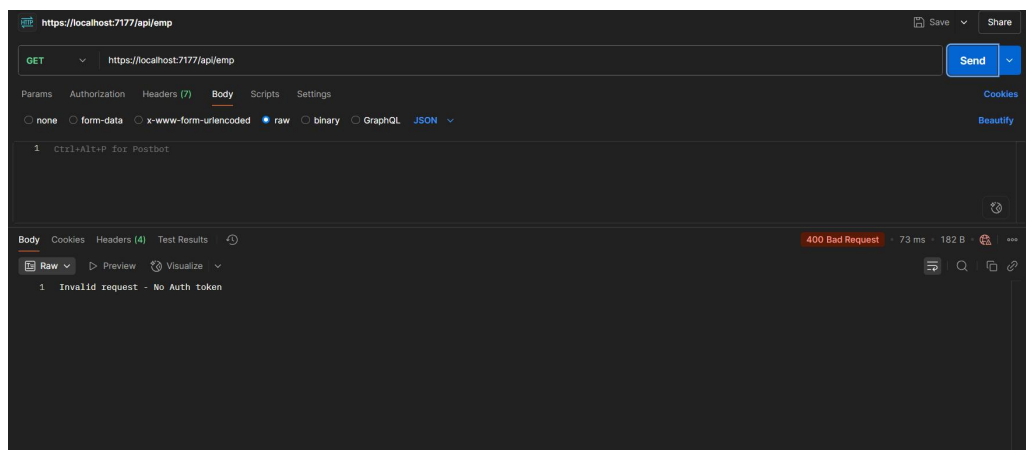 HTTP https://localhost:7177/api/emp Save Share
GET https://localhost:7177/api/emp Send
Params Authorization Headers (7) Body Scripts Settings Cookies
none form-data x-www-form-urlencoded raw binary GraphQL JSON Beautify
1 Ctrl+Alt+P for Postbot
Body Cookies Headers (4) Test Results 400 Bad Request • 73 ms • 182 B
Raw Preview Visualize
1 Invalid request - No Auth token